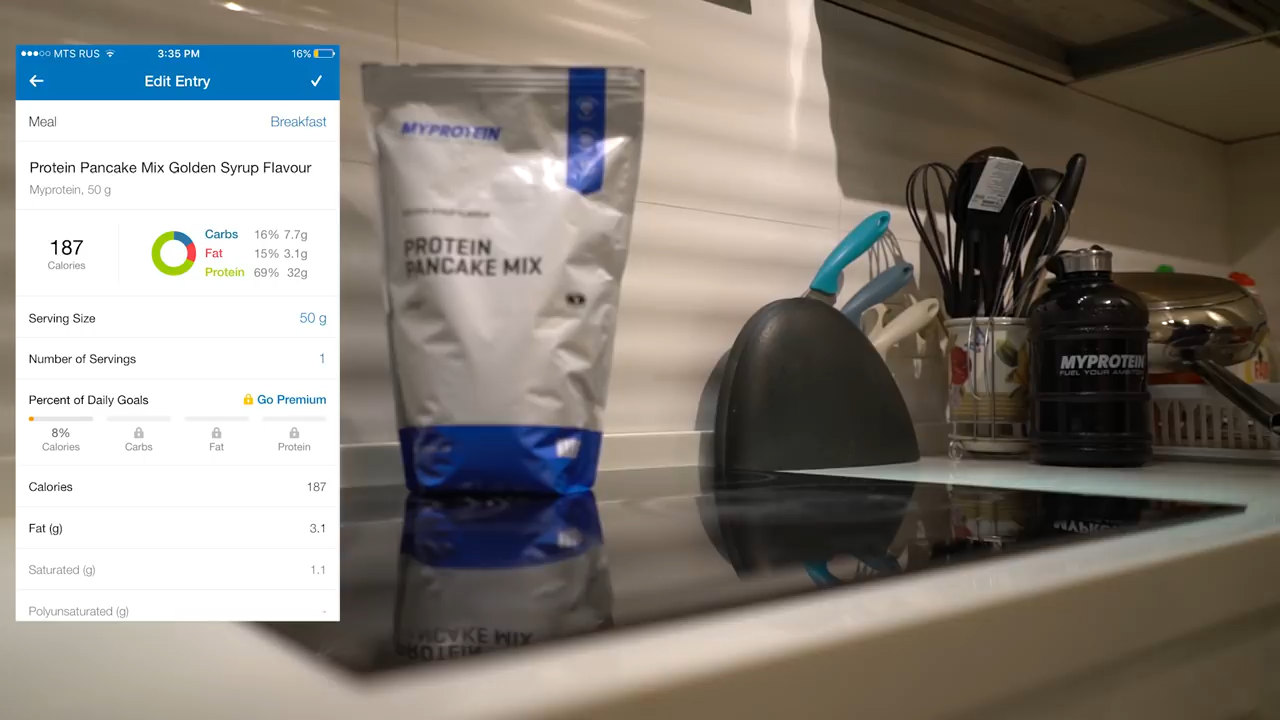 MTS RUS 3:35 PM 16%
Edit Entry
Meal Breakfast
Protein Pancake Mix Golden Syrup Flavour
Myprotein, 50 g
187
Calories
Carbs 16% 7.7g
Fat 15% 3.1g
Protein 69% 32g
Serving Size 50 g
Number of Servings 1
Percent of Daily Goals Go Premium
8%
Calories Carbs Fat Protein
Calories 187
Fat (g) 3.1
Saturated (g) 1.1
Polyunsaturated (g) -
MYPROTEIN
GOLDEN SYRUP FLAVOUR
PROTEIN
PANCAKE MIX
MYPROTEIN
FUEL YOUR AMBITION